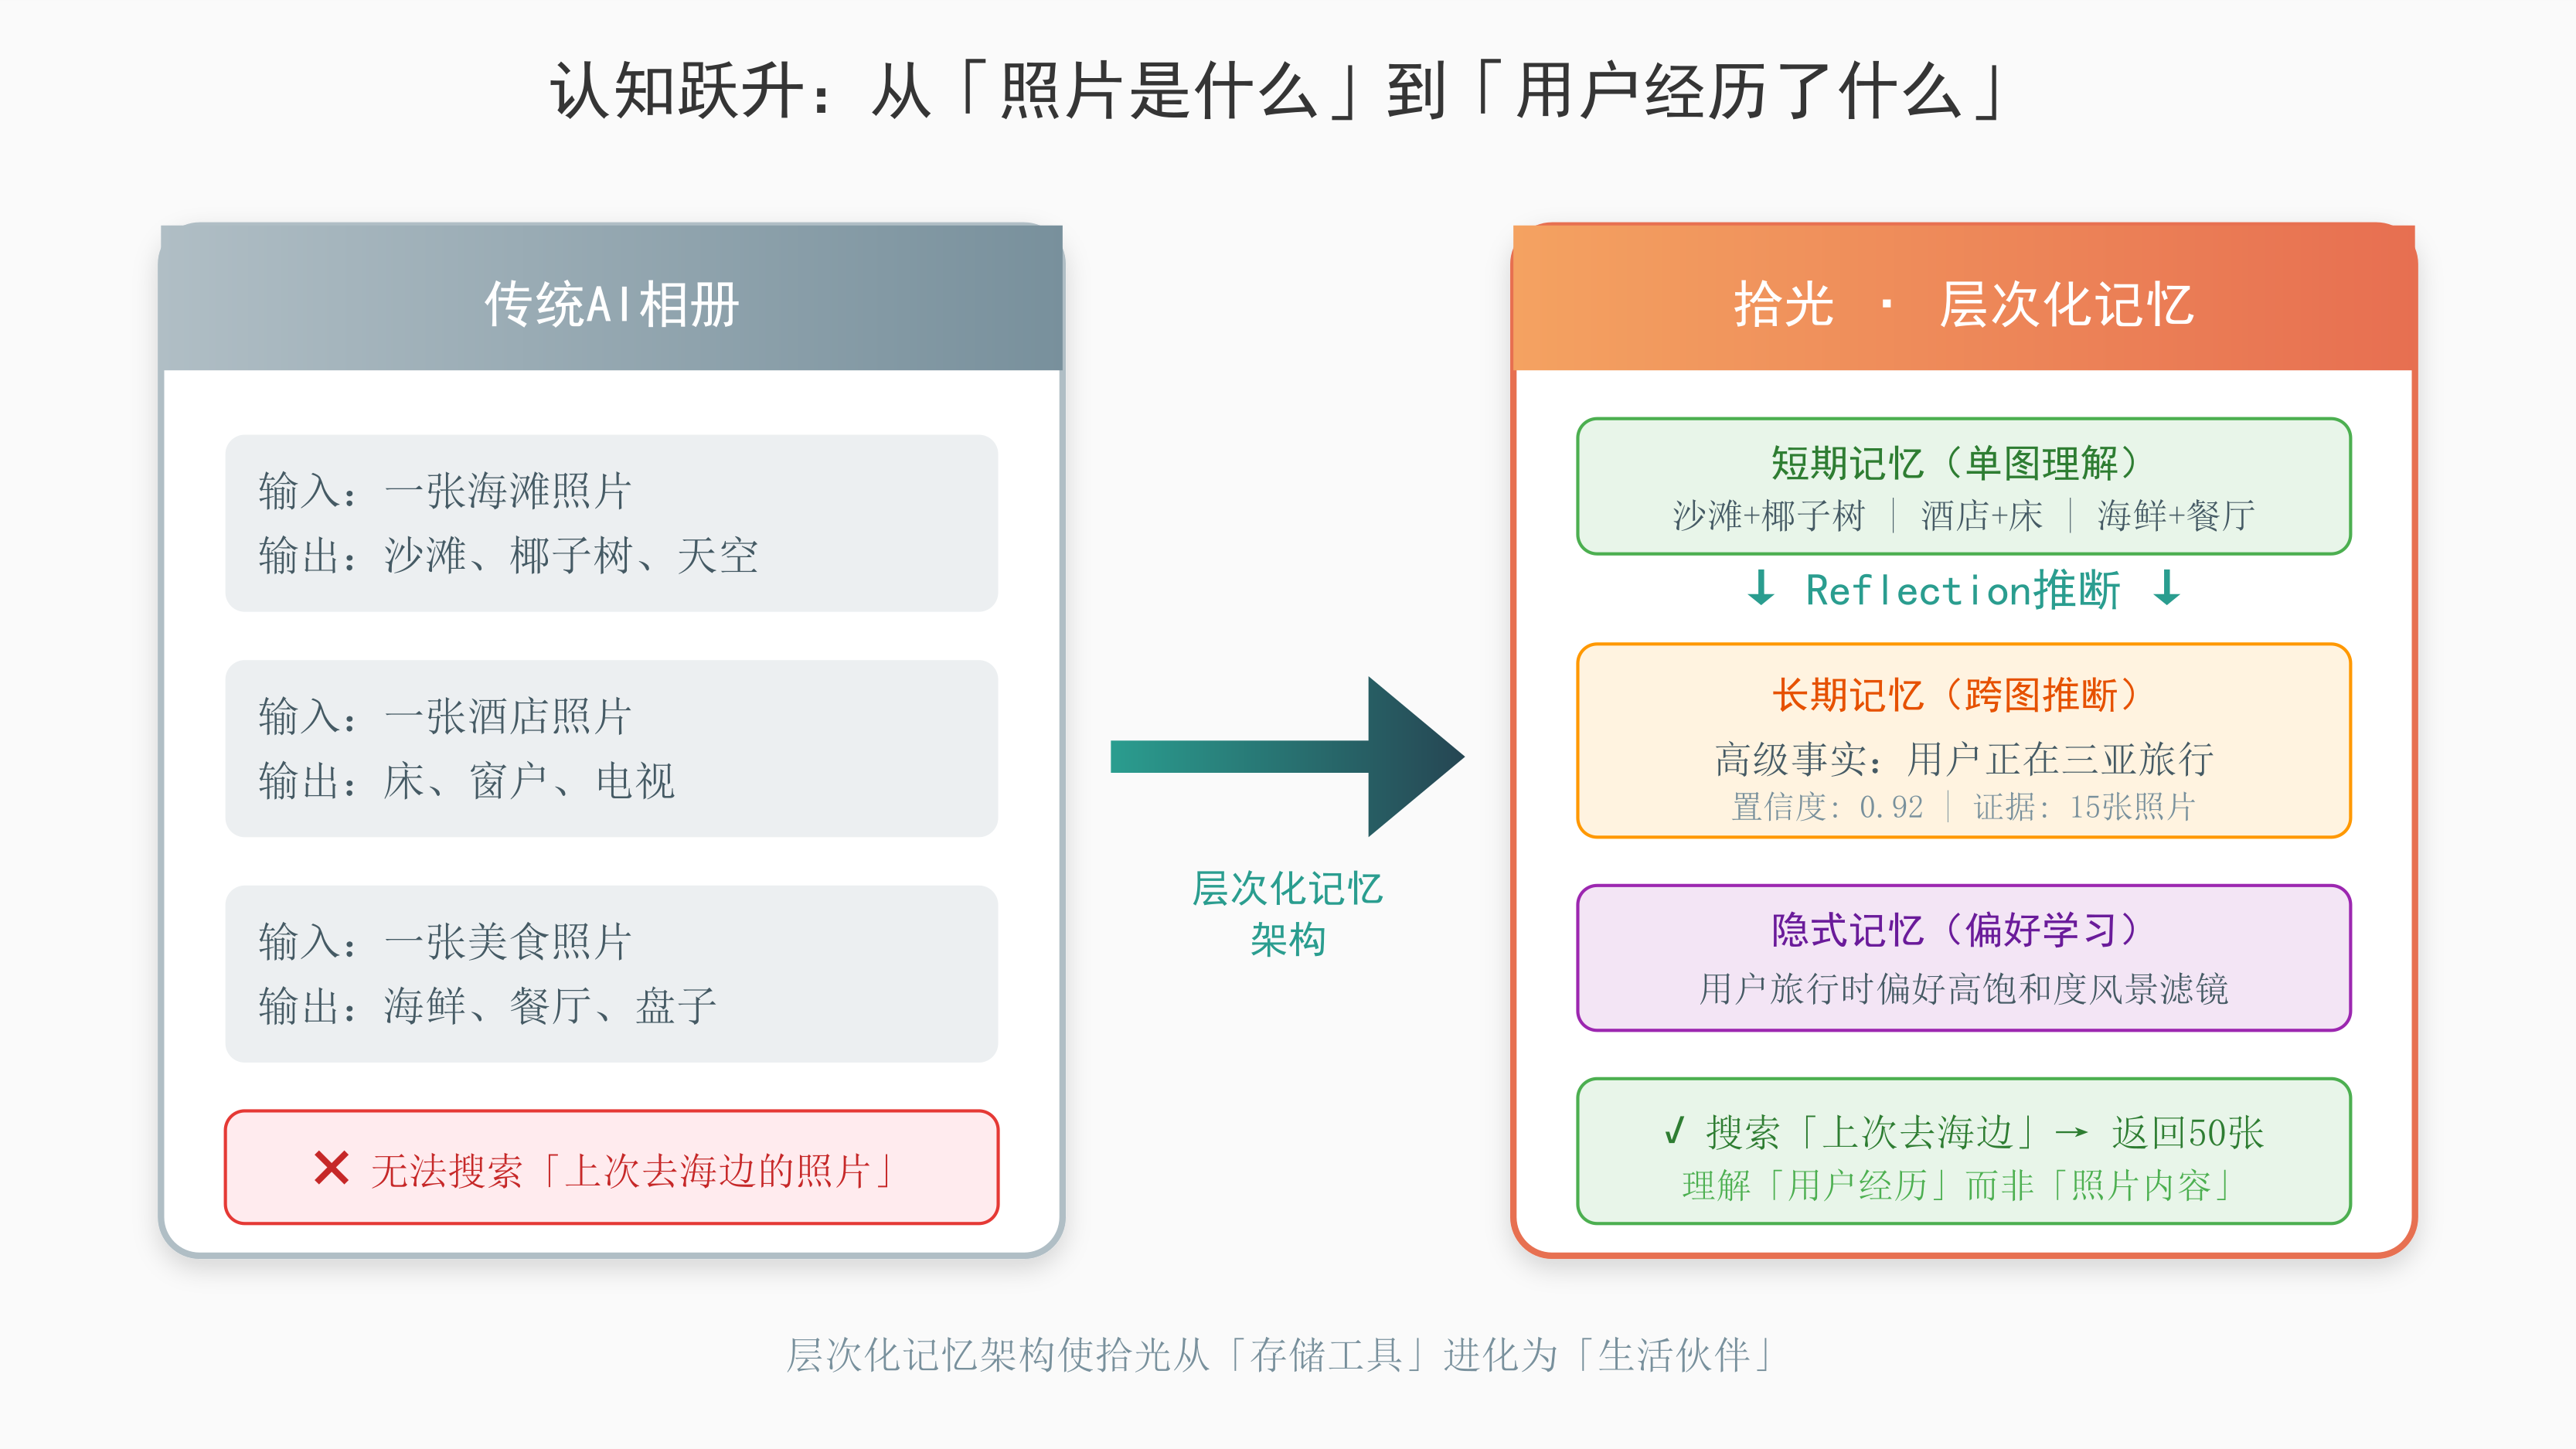 认知跃升：从「照片是什么」到「用户经历了什么」
传统AI相册
输入：一张海滩照片
输出：沙滩、椰子树、天空
输入：一张酒店照片
输出：床、窗户、电视
输入：一张美食照片
输出：海鲜、餐厅、盘子
✕ 无法搜索「上次去海边的照片」
层次化记忆
架构
拾光 · 层次化记忆
短期记忆（单图理解）
沙滩+椰子树 | 酒店+床 | 海鲜+餐厅
↓ Reflection推断 ↓
长期记忆（跨图推断）
高级事实：用户正在三亚旅行
置信度：0.92 | 证据：15张照片
隐式记忆（偏好学习）
用户旅行时偏好高饱和度风景滤镜
✓ 搜索「上次去海边」→ 返回50张
理解「用户经历」而非「照片内容」
层次化记忆架构使拾光从「存储工具」进化为「生活伙伴」